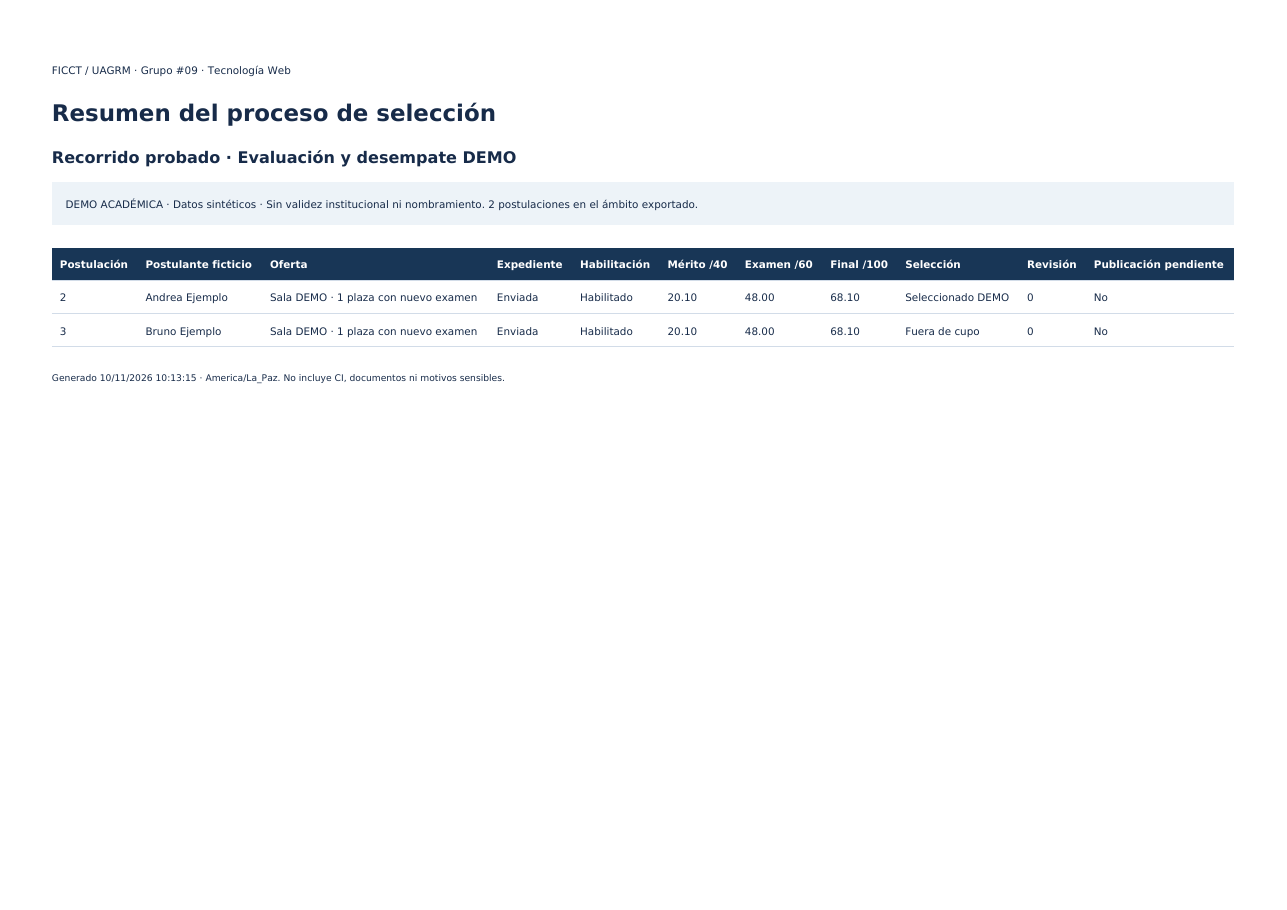 FICCT / UAGRM · Grupo #09 · Tecnología Web
Resumen del proceso de selección
Recorrido probado · Evaluación y desempate DEMO
DEMO ACADÉMICA · Datos sintéticos · Sin validez institucional ni nombramiento. 2 postulaciones en el ámbito exportado.
Postulación Postulante ficticio Oferta Expediente Habilitación Mérito /40 Examen /60 Final /100 Selección Revisión Publicación pendiente
2 Andrea Ejemplo Sala DEMO · 1 plaza con nuevo examen Enviada Habilitado 20.10 48.00 68.10 Seleccionado DEMO 0 No
3 Bruno Ejemplo Sala DEMO · 1 plaza con nuevo examen Enviada Habilitado 20.10 48.00 68.10 Fuera de cupo 0 No
Generado 10/11/2026 10:13:15 · America/La_Paz. No incluye CI, documentos ni motivos sensibles.